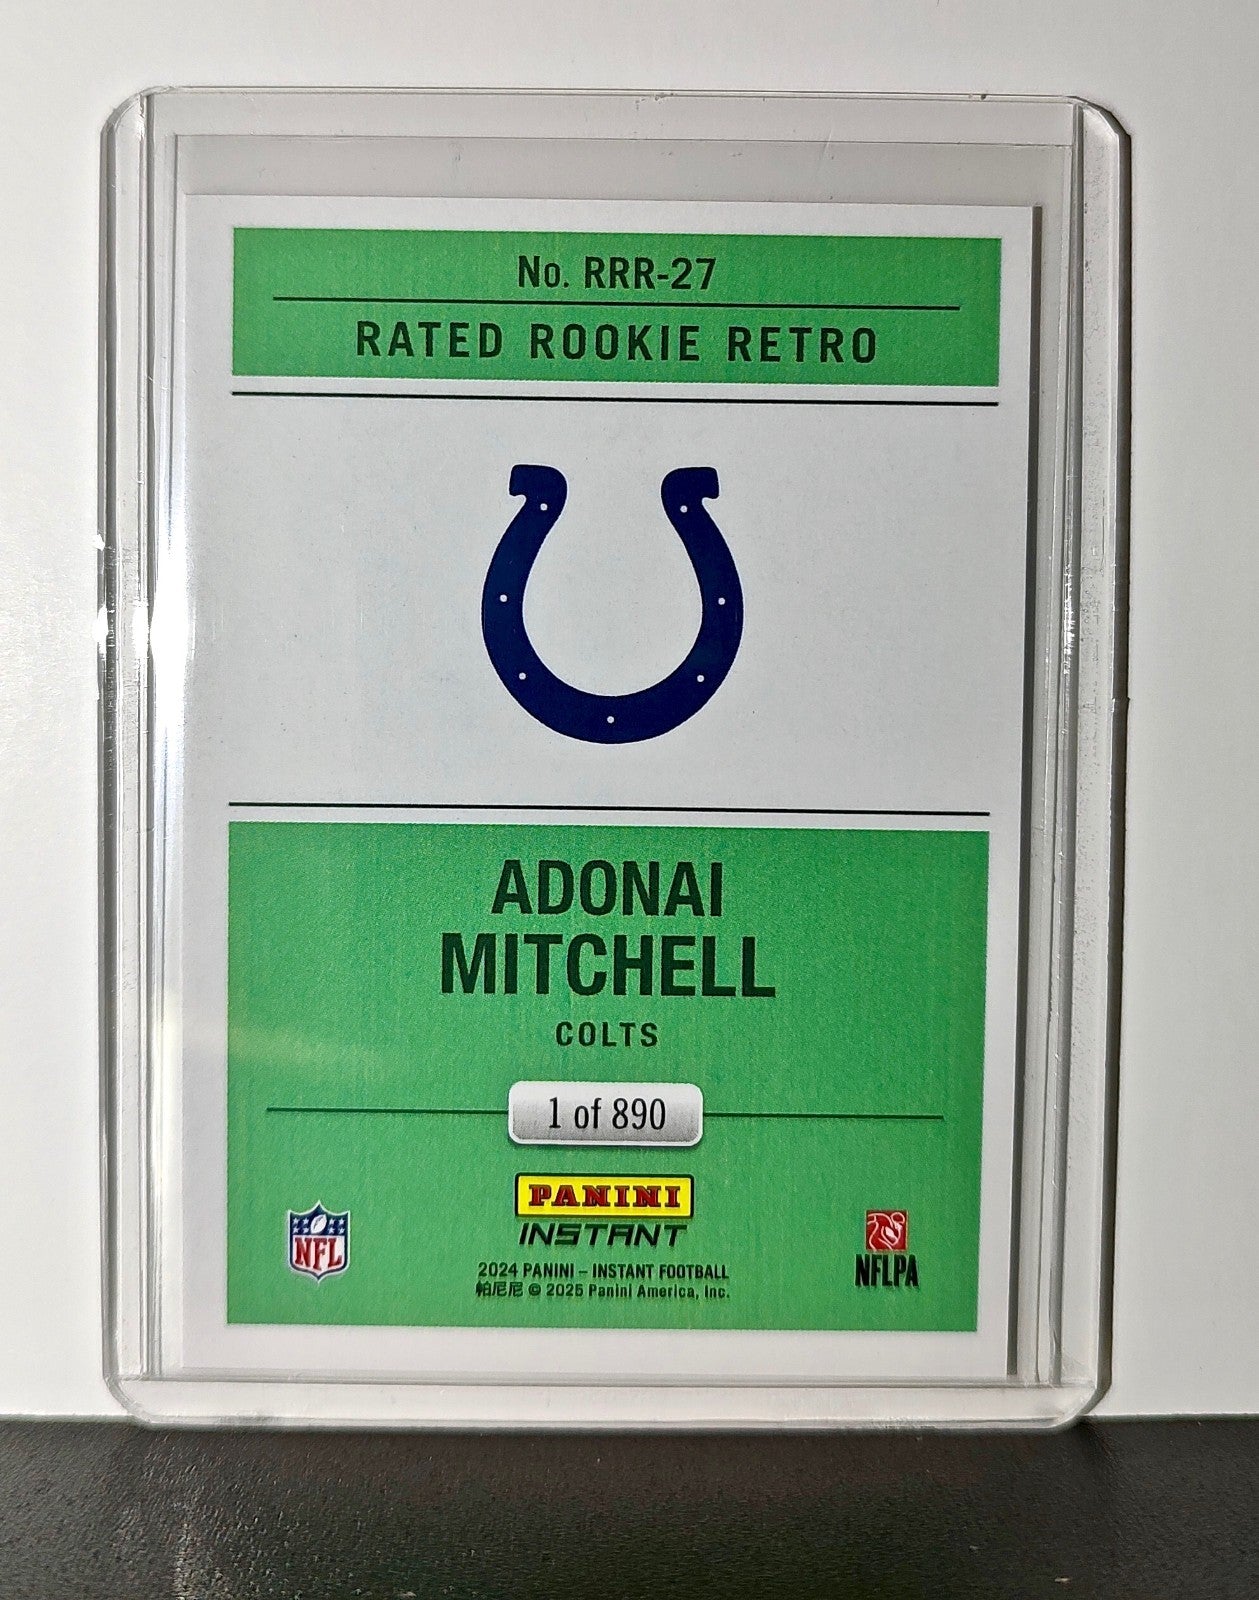 No. RRR-27
RATED ROOKIE RETRO
ADONAI
MITCHELL
COLTS
1 of 890
PANINI
INSTANT
NFL
NFLPA
2024 PANINI – INSTANT FOOTBALL
帕尼尼 © 2025 Panini America, Inc.